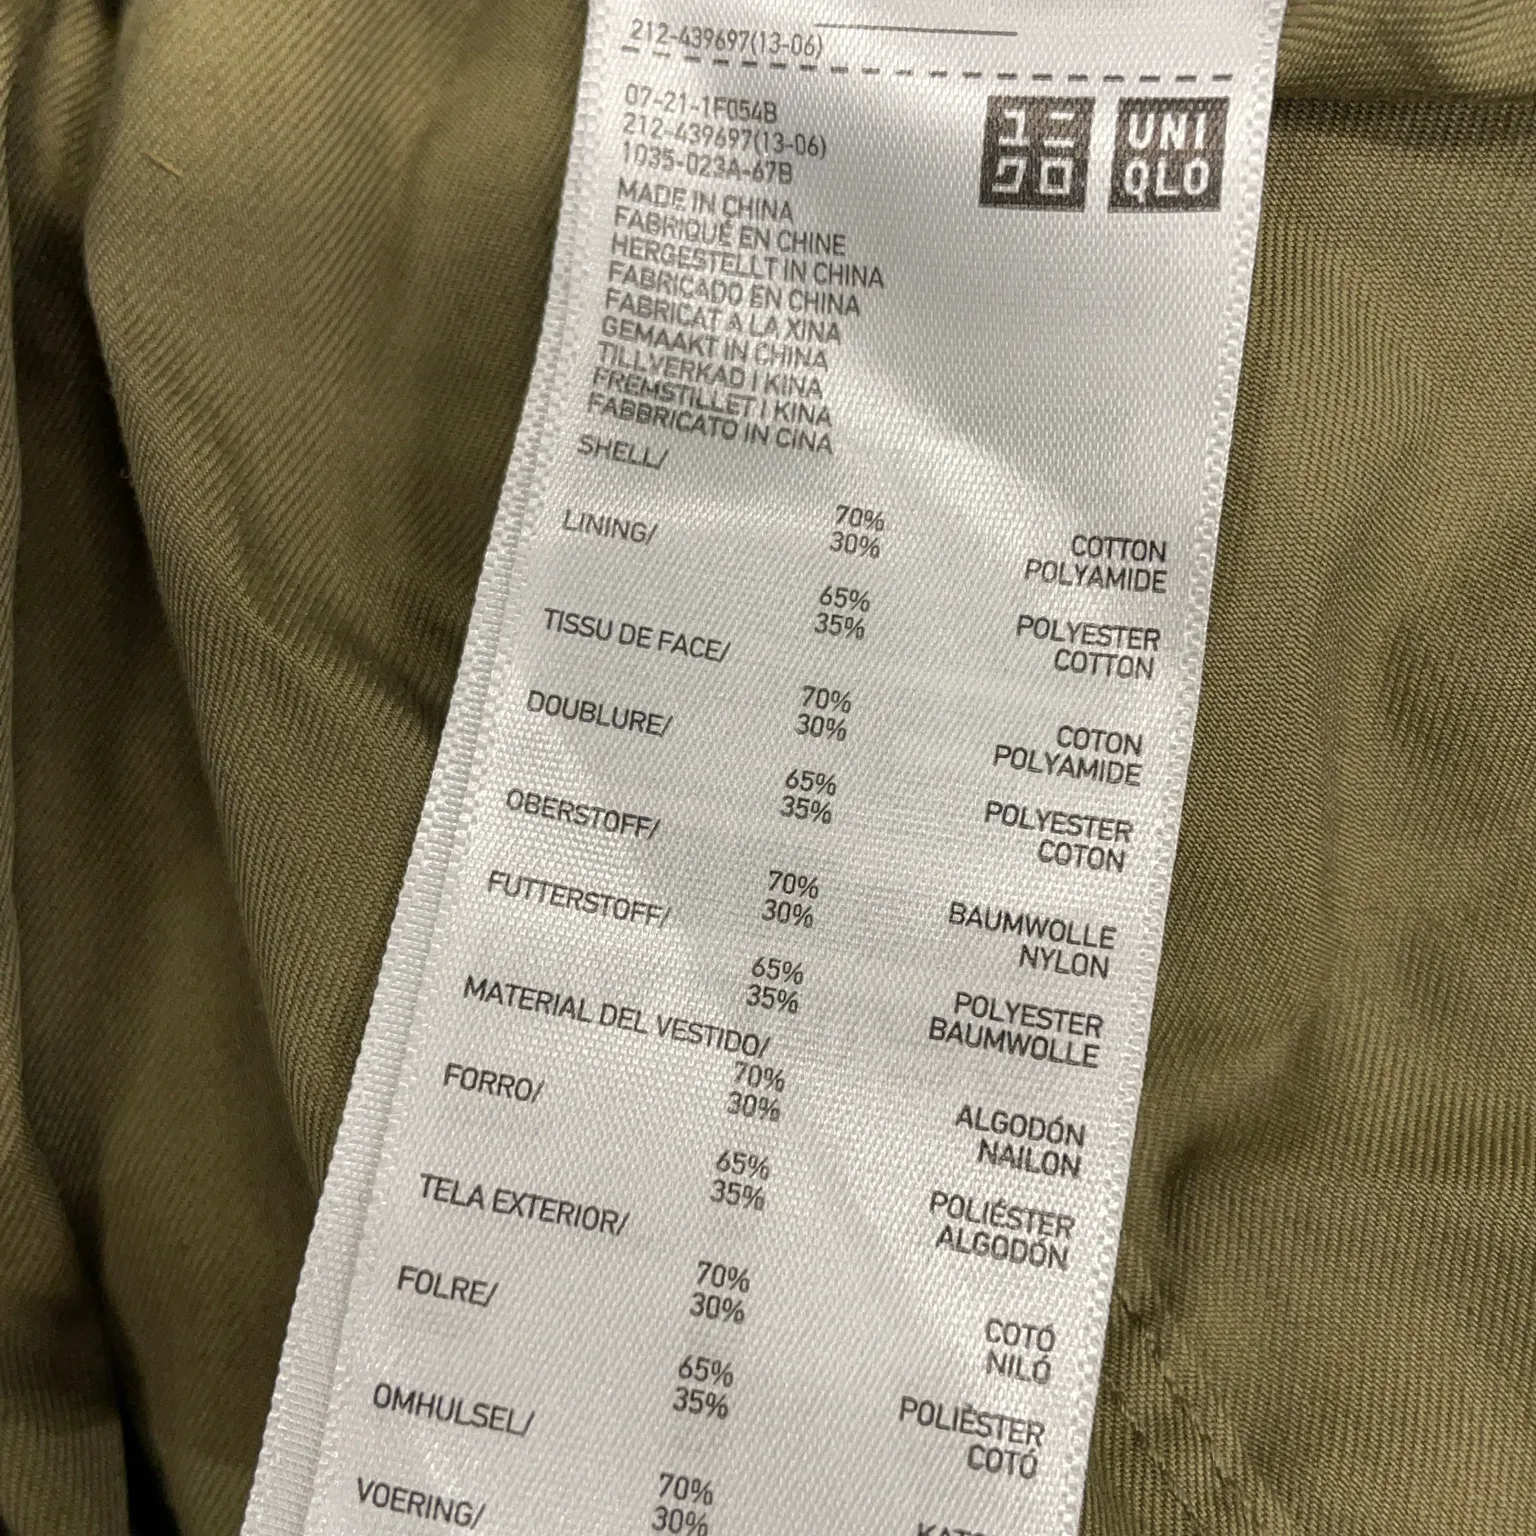 212-439697(13-06)
07-21-1F054B
212-439697(13-06)
1035-023A-67B
ユニクロ
UNIQLO
MADE IN CHINA
FABRIQUÉ EN CHINE
HERGESTELLT IN CHINA
FABRICADO EN CHINA
FABRICAT A LA XINA
GEMAAKT IN CHINA
TILLVERKAD I KINA
FREMSTILLET I KINA
FABBRICATO IN CINA
SHELL/
70% COTTON
30% POLYAMIDE
LINING/
65% POLYESTER
35% COTTON
TISSU DE FACE/
70% COTON
30% POLYAMIDE
DOUBLURE/
65% POLYESTER
35% COTON
OBERSTOFF/
70% BAUMWOLLE
30% NYLON
FUTTERSTOFF/
65% POLYESTER
35% BAUMWOLLE
MATERIAL DEL VESTIDO/
70% ALGODÓN
30% NAILON
FORRO/
65% POLIÉSTER
35% ALGODÓN
TELA EXTERIOR/
70% COTÓ
30% NILÓ
FOLRE/
65% POLIÈSTER
35% COTÓ
OMHULSEL/
70%
30%
VOERING/